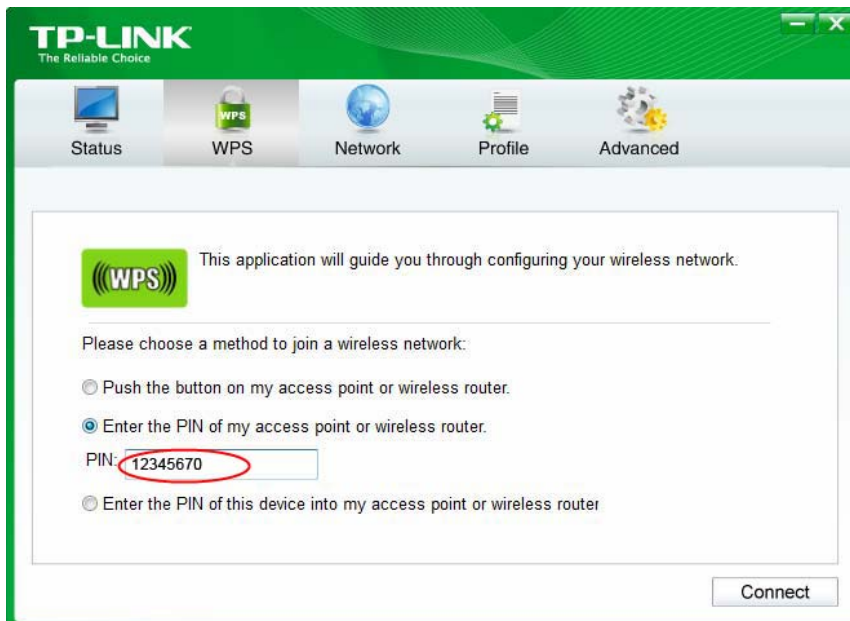 TP-LINK
The Reliable Choice
Status WPS Network Profile Advanced
WPS
(((WPS)))
This application will guide you through configuring your wireless network.
Please choose a method to join a wireless network:
Push the button on my access point or wireless router.
Enter the PIN of my access point or wireless router.
PIN: 12345670
Enter the PIN of this device into my access point or wireless router
Connect